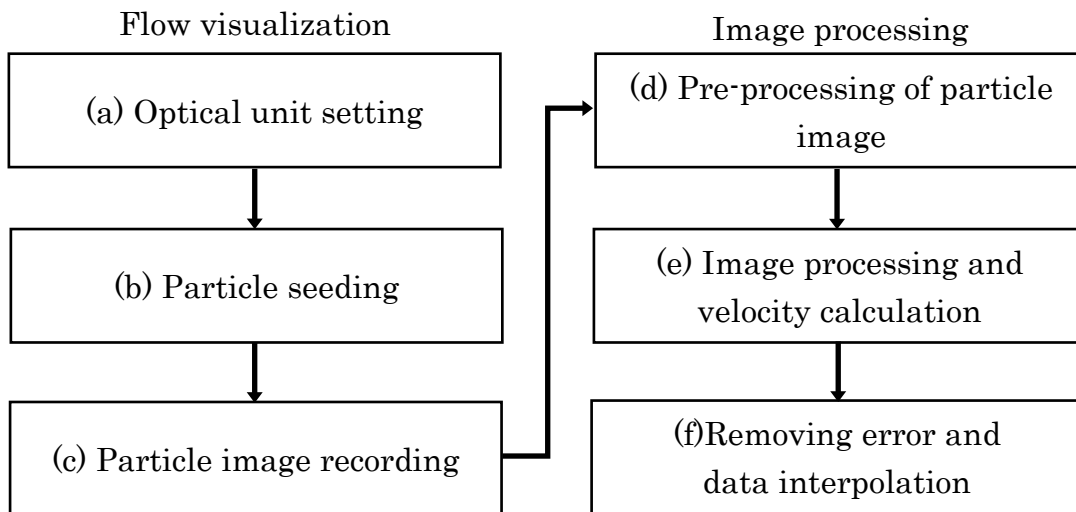 Flow visualization
(a) Optical unit setting
(b) Particle seeding
(c) Particle image recording
Image processing
(d) Pre-processing of particle
image
(e) Image processing and
velocity calculation
(f)Removing error and
data interpolation